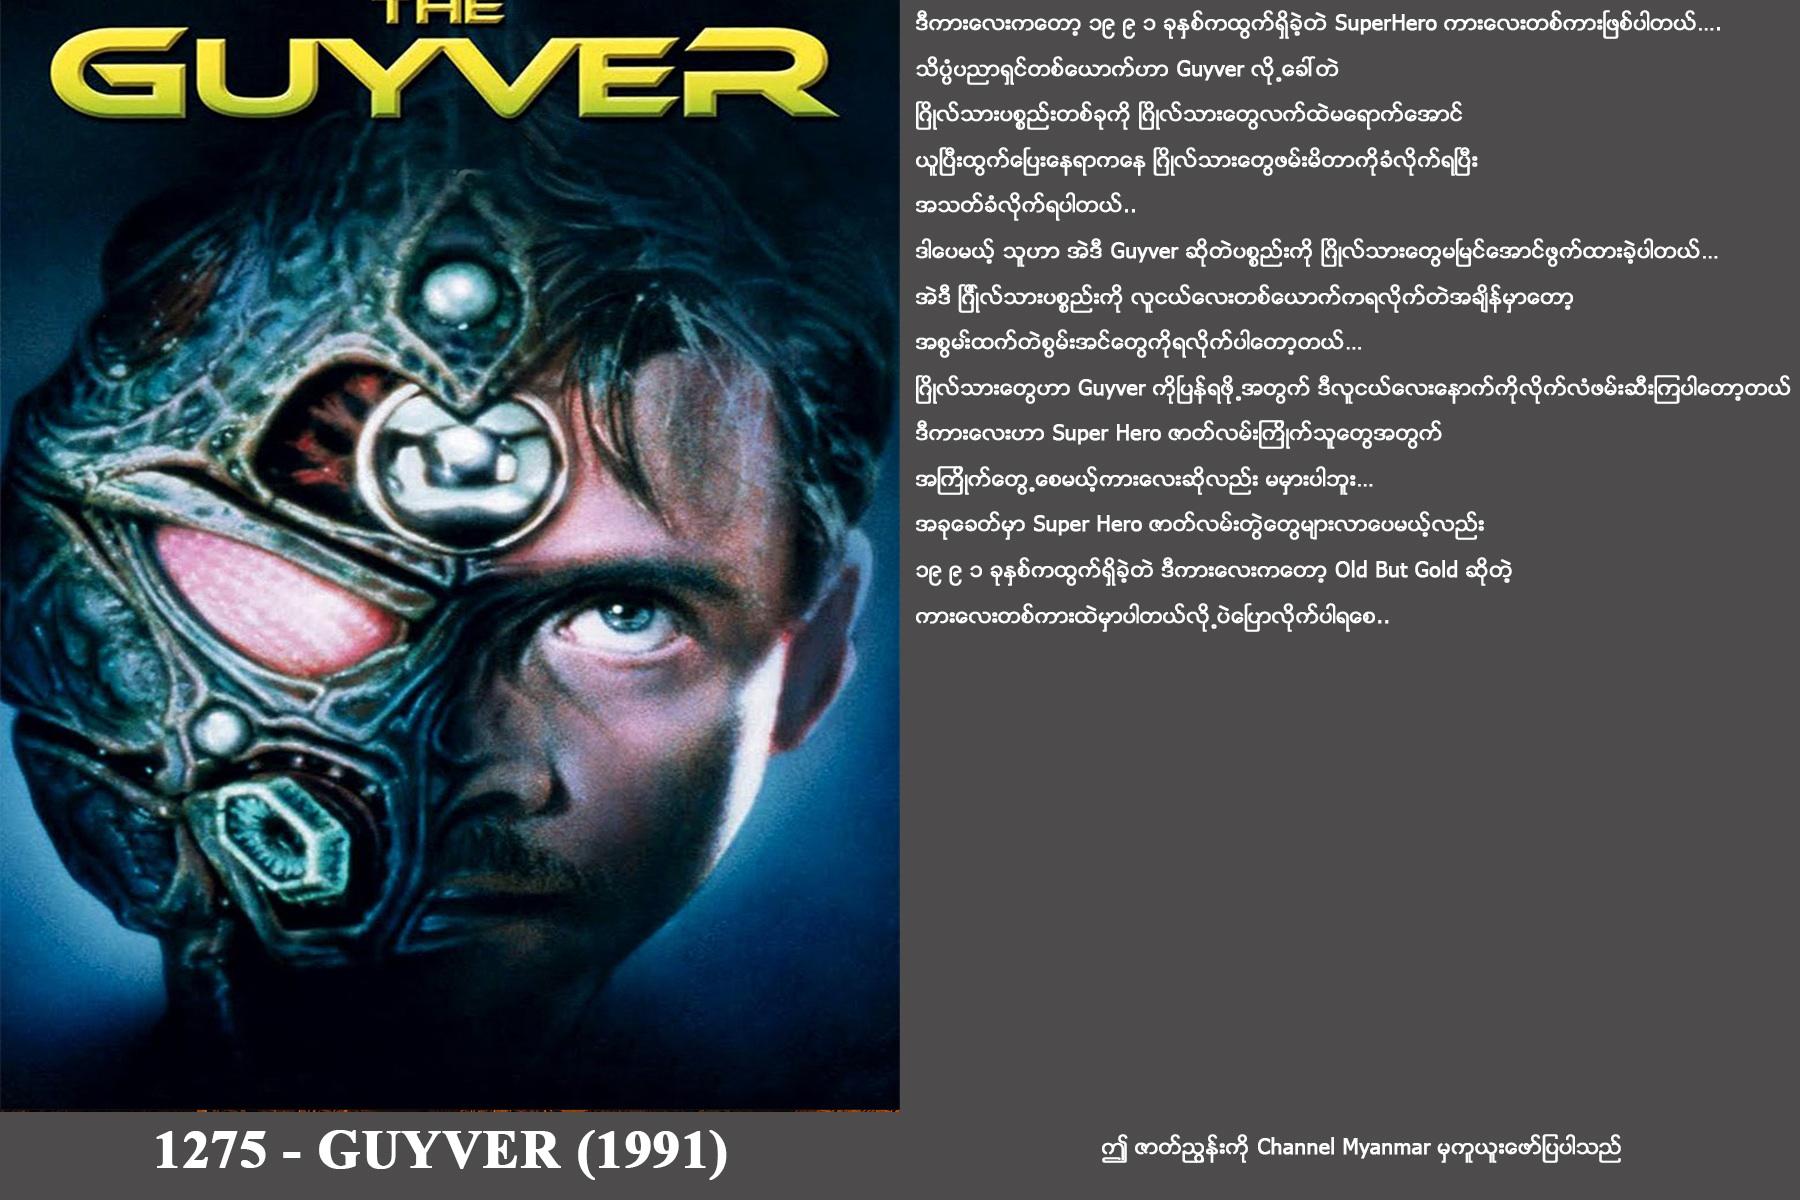 THE
GUYVER
ဒီကားလေးကတော့ ၁၉ ၉ ၁ ခုနှစ်ကထွက်ရှိခဲ့တဲ SuperHero ကားလေးတစ်ကားဖြစ်ပါတယ်....
သိပ္ပံပညာရှင်တစ်ယောက်ဟာ Guyver လို့ခေါ်တဲ
ဂြိုလ်သားပစ္စည်းတစ်ခုကို ဂြိုလ်သားတွေလက်ထဲမရောက်အောင်
ယူပြီးထွက်ပြေးနေရာကနေ ဂြိုလ်သားတွေဖမ်းမိတာကိုခံလိုက်ရပြီး
အသတ်ခံလိုက်ရပါတယ်..
ဒါပေမယ့် သူဟာ အဲဒီ Guyver ဆိုတဲပစ္စည်းကို ဂြိုလ်သားတွေမမြင်အောင်ဖွက်ထားခဲ့ပါတယ်...
အဲဒီ ဂြိုလ်သားပစ္စည်းကို လူငယ်လေးတစ်ယောက်ကရလိုက်တဲအချိန်မှာတော့
အစွမ်းထက်တဲစွမ်းအင်တွေကိုရလိုက်ပါတော့တယ်...
ဂြိုလ်သားတွေဟာ Guyver ကိုပြန်ရဖို့အတွက် ဒီလူငယ်လေးနောက်ကိုလိုက်လံဖမ်းဆီးကြပါတော့တယ်
ဒီကားလေးဟာ Super Hero ဇာတ်လမ်းကြိုက်သူတွေအတွက်
အကြိုက်တွေ့စေမယ့်ကားလေးဆိုလည်း မမှားပါဘူး...
အခုခေတ်မှာ Super Hero ဇာတ်လမ်းတွဲတွေများလာပေမယ့်လည်း
၁၉ ၉ ၁ ခုနှစ်ကထွက်ရှိခဲ့တဲ ဒီကားလေးကတော့ Old But Gold ဆိုတဲ့
ကားလေးတစ်ကားထဲမှာပါတယ်လို့ပဲပြောလိုက်ပါရစေ..
1275 - GUYVER (1991)
ဤ ဇာတ်ညွှန်းကို Channel Myanmar မှကူယူးဖော်ပြပါသည်